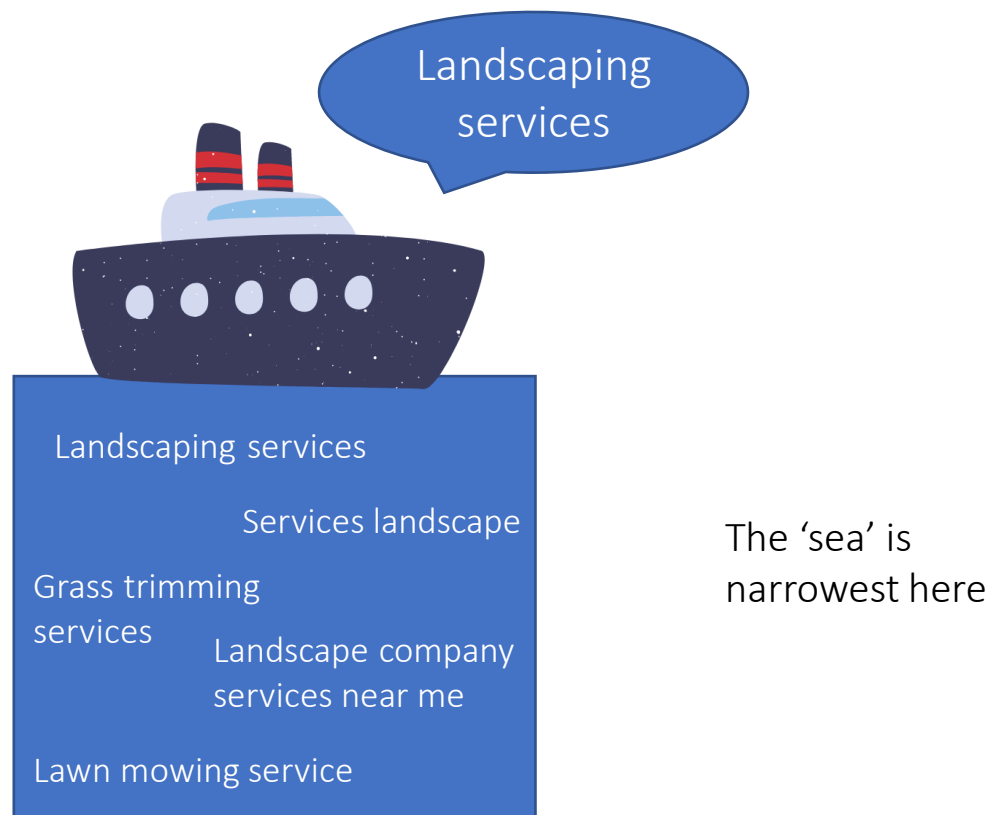 Landscaping
services
Landscaping services
Services landscape
Grass trimming
services
Landscape company
services near me
Lawn mowing service
The ‘sea’ is
narrowest here